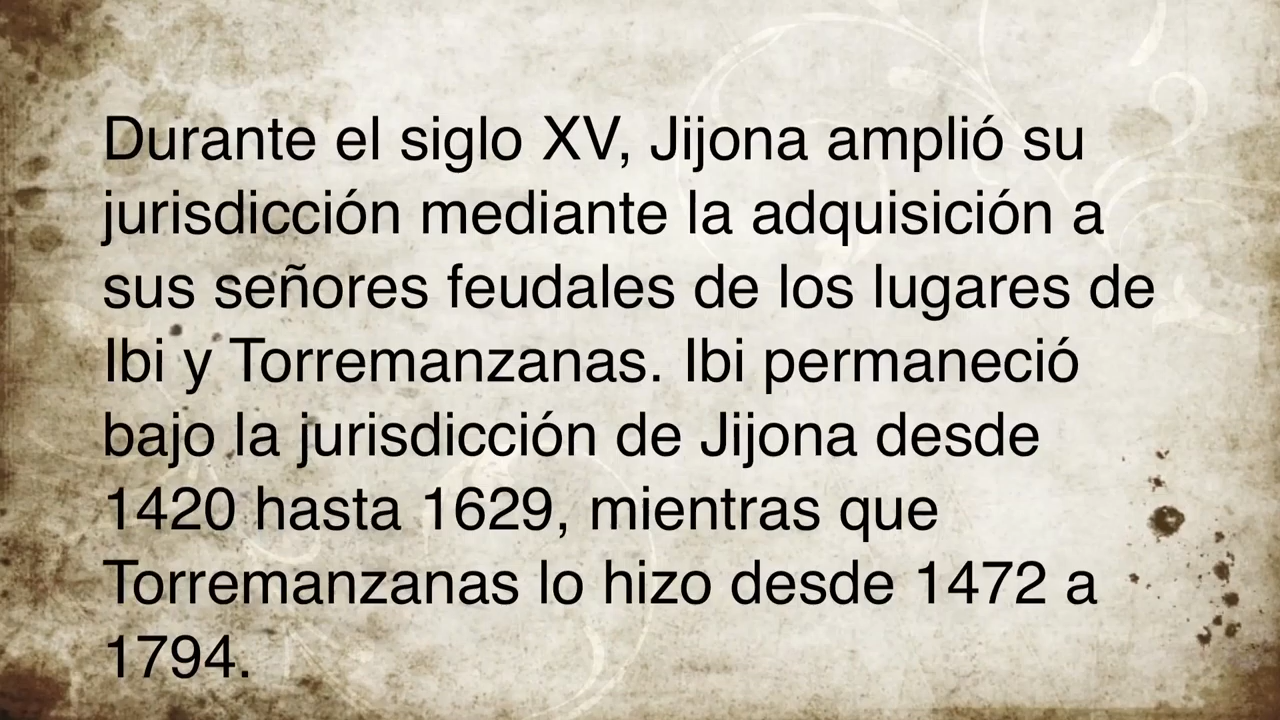 Durante el siglo XV, Jijona amplió su
jurisdicción mediante la adquisición a
sus señores feudales de los lugares de
Ibi y Torremanzanas. Ibi permaneció
bajo la jurisdicción de Jijona desde
1420 hasta 1629, mientras que
Torremanzanas lo hizo desde 1472 a
1794.